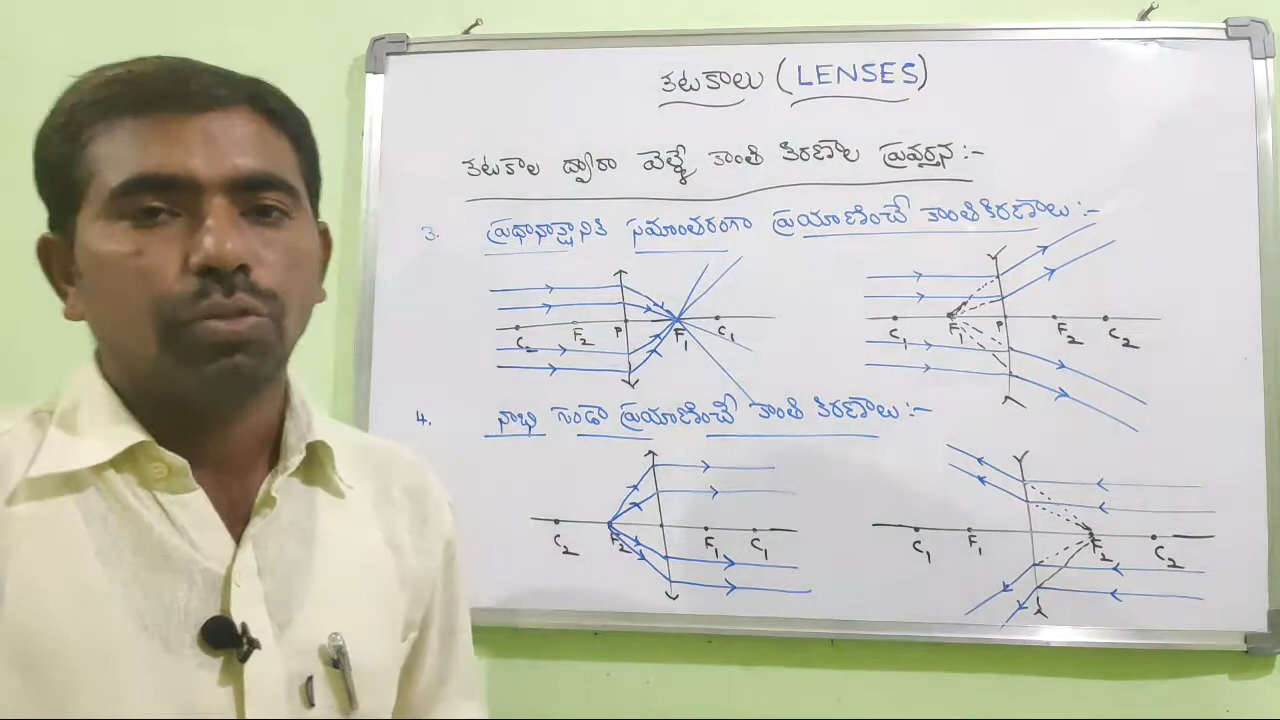 కటకాలు (LENSES)
కటకాల ద్వారా వెళ్ళే కాంతి కిరణాల ప్రవర్తన :-
3. ప్రధానాక్షానికి సమాంతరంగా ప్రయాణించే కాంతికిరణాలు :-
C2 F2 P F1 C1
C1 F1 P F2 C2
4. నాభి గుండా ప్రయాణించే కాంతి కిరణాలు :-
C2 F2 F1 C1
C1 F1 F2 C2